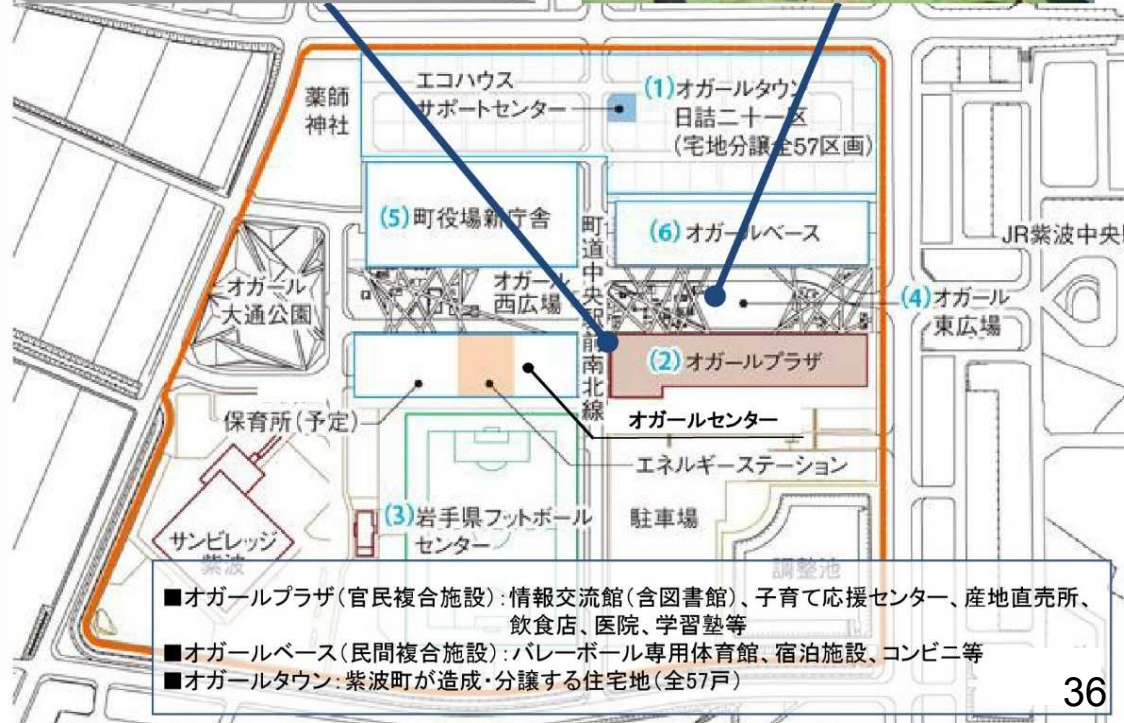 薬師
神社
エコハウス
サポートセンター
(1)オガールタウン
日詰二十一区
(宅地分譲全57区画)
(5)町役場新庁舎
町道中央駅前南北線
(6)オガールベース
JR紫波中央
オガール
大通公園
オガール
西広場
(4)オガール
東広場
(2)オガールプラザ
保育所(予定)
オガールセンター
エネルギーステーション
サンビレッジ
紫波
(3)岩手県フットボール
センター
駐車場
調整池
■オガールプラザ(官民複合施設):情報交流館(含図書館)、子育て応援センター、産地直売所、
飲食店、医院、学習塾等
■オガールベース(民間複合施設):バレーボール専用体育館、宿泊施設、コンビニ等
■オガールタウン:紫波町が造成・分譲する住宅地(全57戸)
36